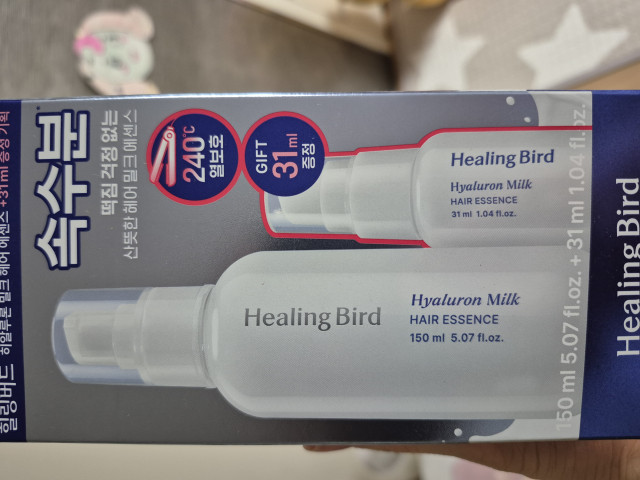 힐링버드 히알루론 밀크 헤어 에센스 +31ml 증정 기획
속수분
떡짐 걱정 없는
산뜻한 헤어 밀크 에센스
240°C
열보호
GIFT
31ml
증정
Healing Bird
Hyaluron Milk
HAIR ESSENCE
31 ml 1.04 fl.oz.
Healing Bird
Hyaluron Milk
HAIR ESSENCE
150 ml 5.07 fl.oz.
150 ml 5.07 fl.oz. + 31 ml 1.04 fl.oz.
Healing Bird